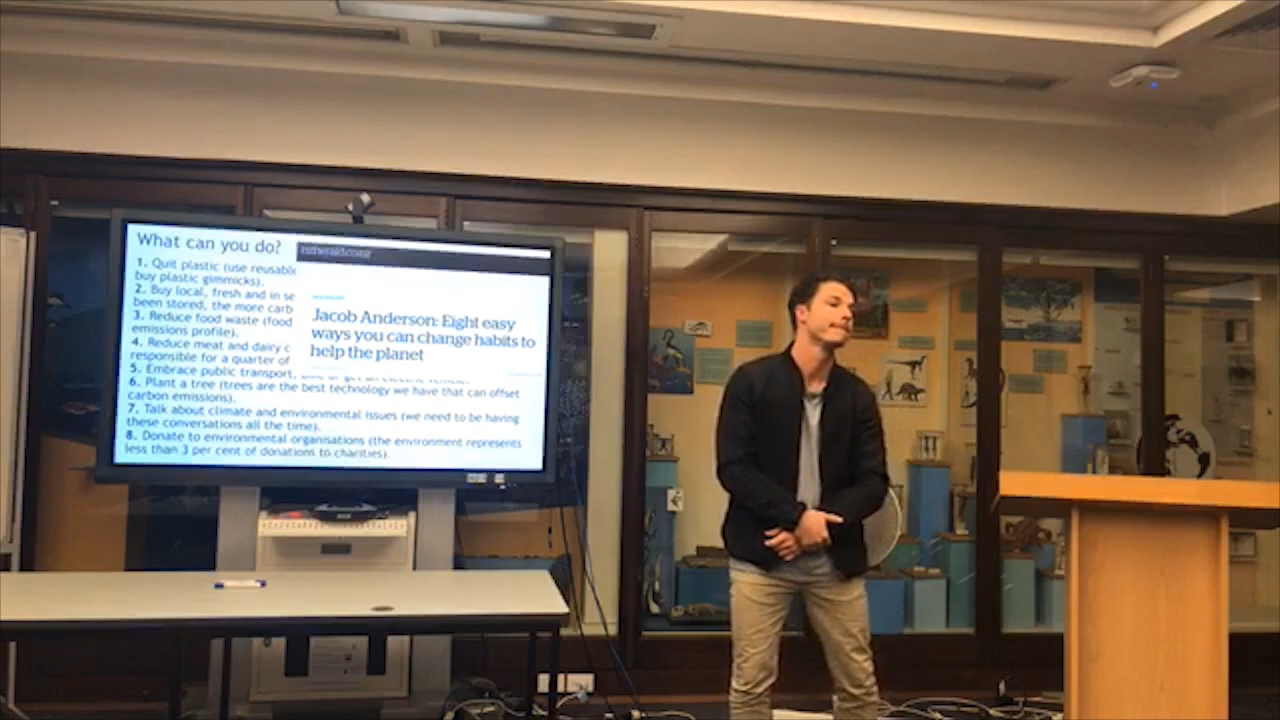 What can you do?
nzherald.co.nz
1. Quit plastic (use reusable
buy plastic gimmicks).
2. Buy local, fresh and in se
been stored, the more carb
3. Reduce food waste (food
emissions profile).
4. Reduce meat and dairy c
responsible for a quarter of
5. Embrace public transport,
6. Plant a tree (trees are the best technology we have that can offset
carbon emissions).
7. Talk about climate and environmental issues (we need to be having
these conversations all the time).
8. Donate to environmental organisations (the environment represents
less than 3 per cent of donations to charities).
Jacob Anderson: Eight easy
ways you can change habits to
help the planet